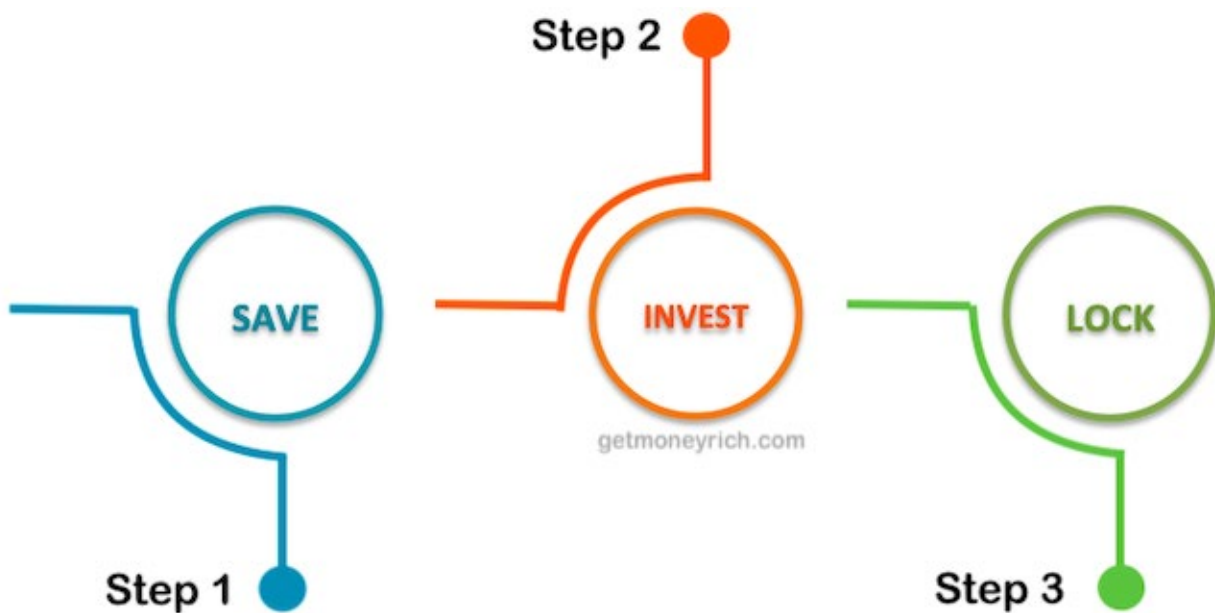 Step 2
SAVE
INVEST
LOCK
getmoneyrich.com
Step 1
Step 3